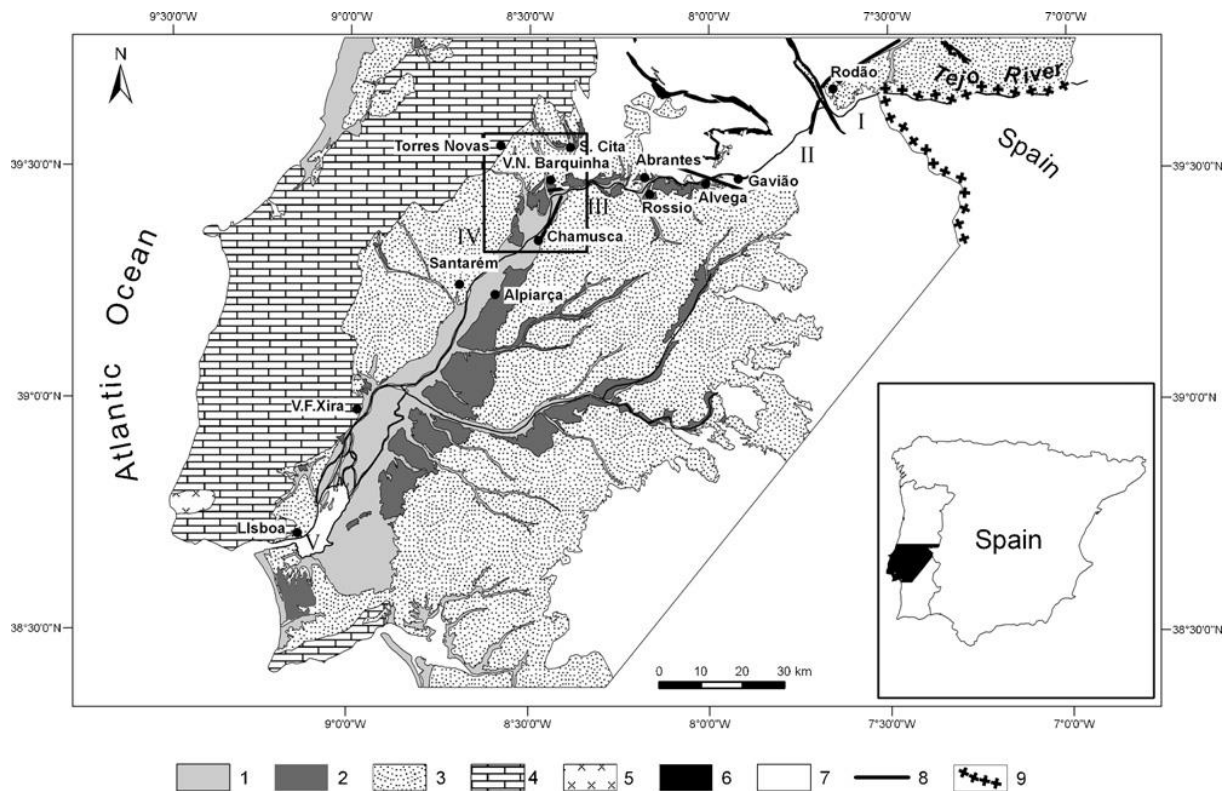 9°30'0"W 9°0'0"W 8°30'0"W 8°0'0"W 7°30'0"W 7°0'0"W
N
Rodão
Tejo River
I
Spain
II
39°30'0"N
Torres Novas
S. Cita
V.N. Barquinha
Abrantes
Gavião
Alvega
Rossio
III
IV
Chamusca
Santarém
Alpiarça
Atlantic Ocean
39°0'0"N
V.F.Xira
LIsboa
V
Spain
38°30'0"N
0 10 20 30 km
39°30'0"N
39°0'0"N
38°30'0"N
9°0'0"W 8°30'0"W 8°0'0"W 7°30'0"W 7°0'0"W
1 2 3 4 5 6 7 8 9